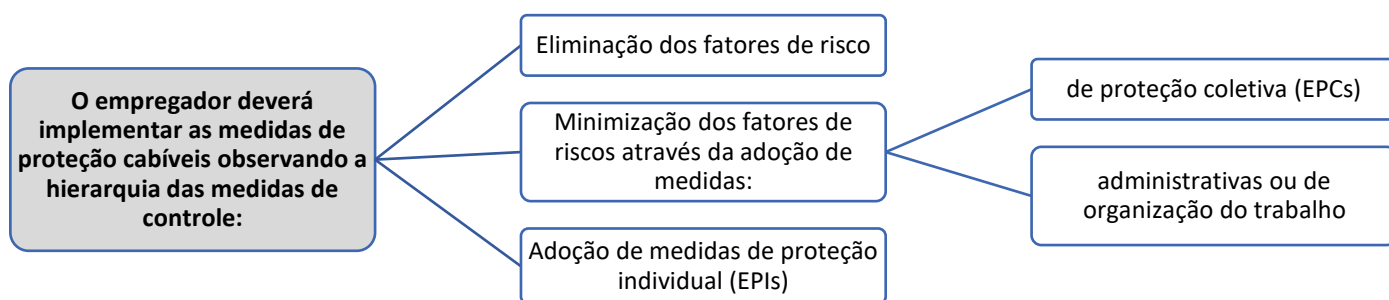 O empregador deverá
implementar as medidas de
proteção cabíveis observando a
hierarquia das medidas de
controle:
Eliminação dos fatores de risco
Minimização dos fatores de
riscos através da adoção de
medidas:
de proteção coletiva (EPCs)
administrativas ou de
organização do trabalho
Adoção de medidas de proteção
individual (EPIs)